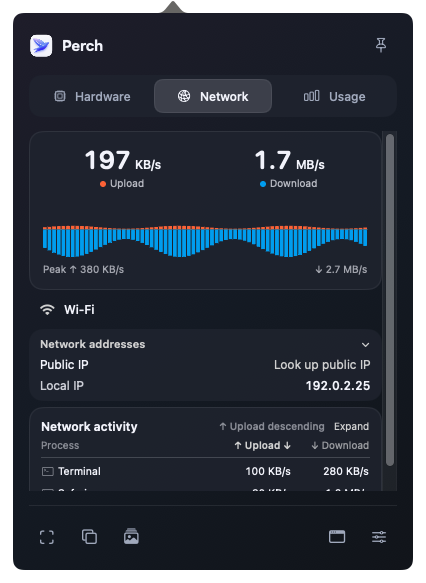 Perch
Hardware Network Usage
197 KB/s 1.7 MB/s
Upload Download
Peak ↑ 380 KB/s ↓ 2.7 MB/s
Wi-Fi
Network addresses
Public IP Look up public IP
Local IP 192.0.2.25
Network activity ↑ Upload descending Expand
Process ↑ Upload ↓ ↓ Download
Terminal 100 KB/s 280 KB/s